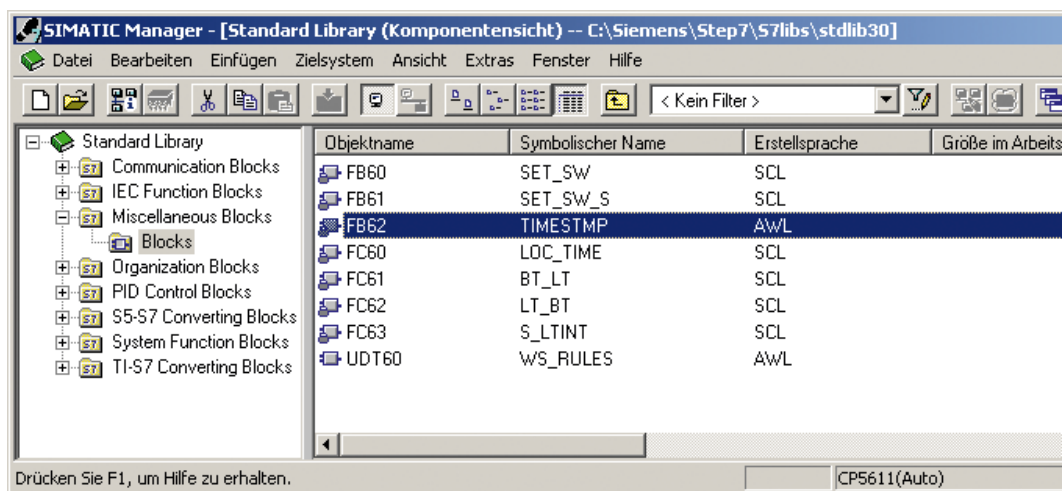 SIMATIC Manager - [Standard Library (Komponentensicht) -- C:\Siemens\Step7\S7libs\stdlib30]
Datei Bearbeiten Einfügen Zielsystem Ansicht Extras Fenster Hilfe
< Kein Filter >
Standard Library
Communication Blocks
IEC Function Blocks
Miscellaneous Blocks
Blocks
Organization Blocks
PID Control Blocks
S5-S7 Converting Blocks
System Function Blocks
TI-S7 Converting Blocks
Objektname Symbolischer Name Erstellsprache Größe im Arbeits
FB60 SET_SW SCL
FB61 SET_SW_S SCL
FB62 TIMESTMP AWL
FC60 LOC_TIME SCL
FC61 BT_LT SCL
FC62 LT_BT SCL
FC63 S_LTINT SCL
UDT60 WS_RULES AWL
Drücken Sie F1, um Hilfe zu erhalten. CP5611(Auto)